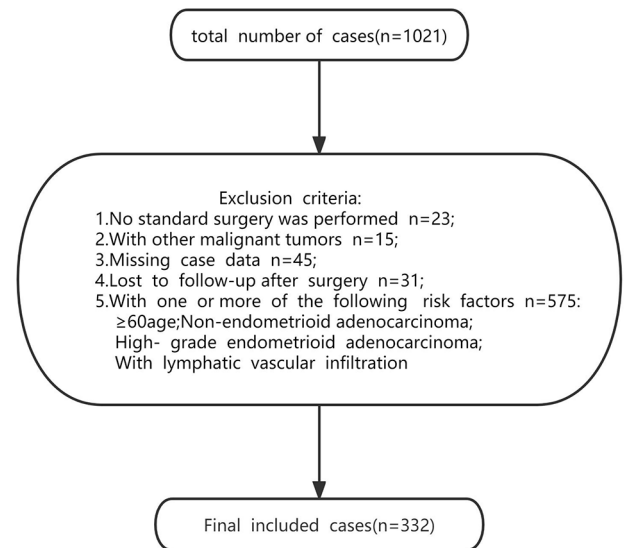 total number of cases(n=1021)
Exclusion criteria:
1.No standard surgery was performed n=23;
2.With other malignant tumors n=15;
3.Missing case data n=45;
4.Lost to follow-up after surgery n=31;
5.With one or more of the following risk factors n=575:
≥60age;Non-endometrioid adenocarcinoma;
High- grade endometrioid adenocarcinoma;
With lymphatic vascular infiltration
Final included cases(n=332)